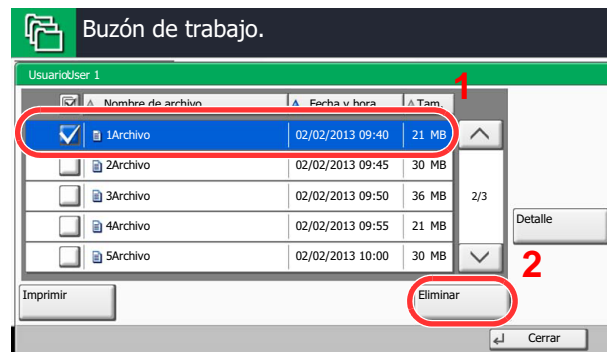 Buzón de trabajo.
UsuarioUser 1
1
Nombre de archivo Fecha y hora Tam.
1Archivo 02/02/2013 09:40 21 MB
2Archivo 02/02/2013 09:45 30 MB
3Archivo 02/02/2013 09:50 36 MB 2/3
4Archivo 02/02/2013 09:55 21 MB
Detalle
5Archivo 02/02/2013 10:00 30 MB
2
Imprimir Eliminar
Cerrar